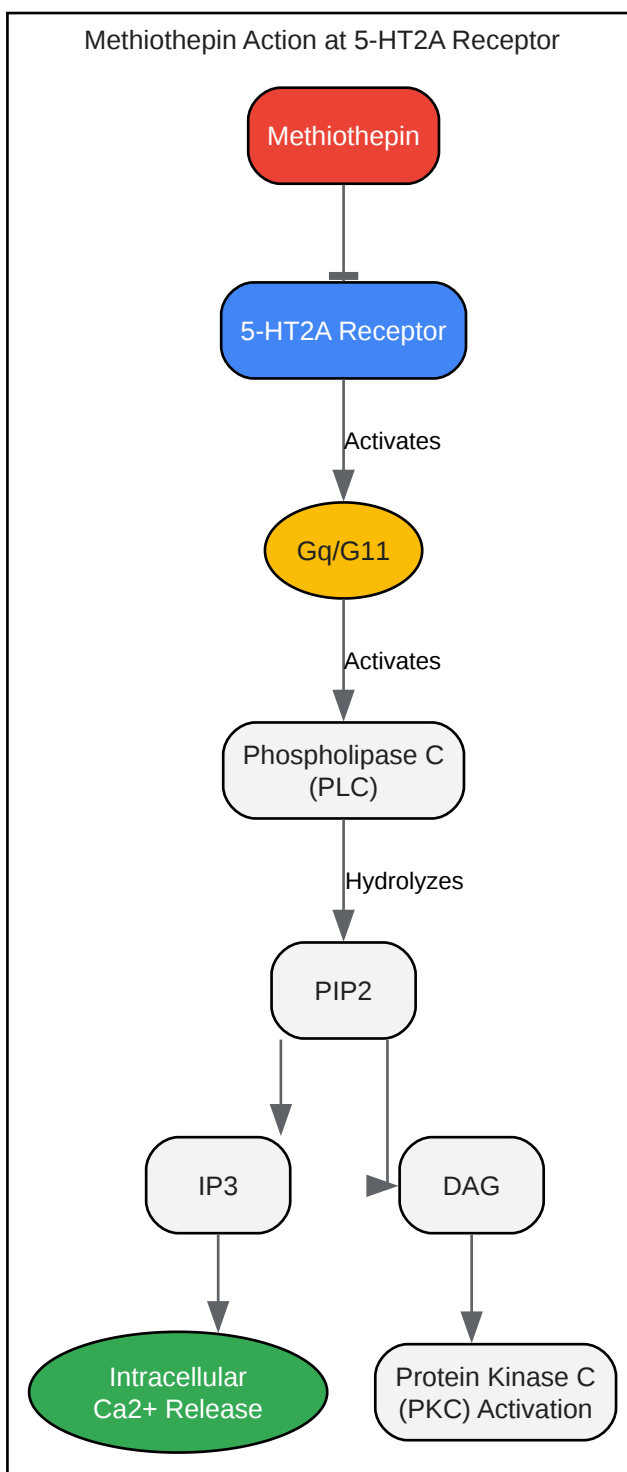 Methiothepin Action at 5-HT2A Receptor
Methiothepin
5-HT2A Receptor
Activates
Gq/G11
Activates
Phospholipase C
(PLC)
Hydrolyzes
PIP2
IP3
DAG
Intracellular
Ca2+ Release
Protein Kinase C
(PKC) Activation